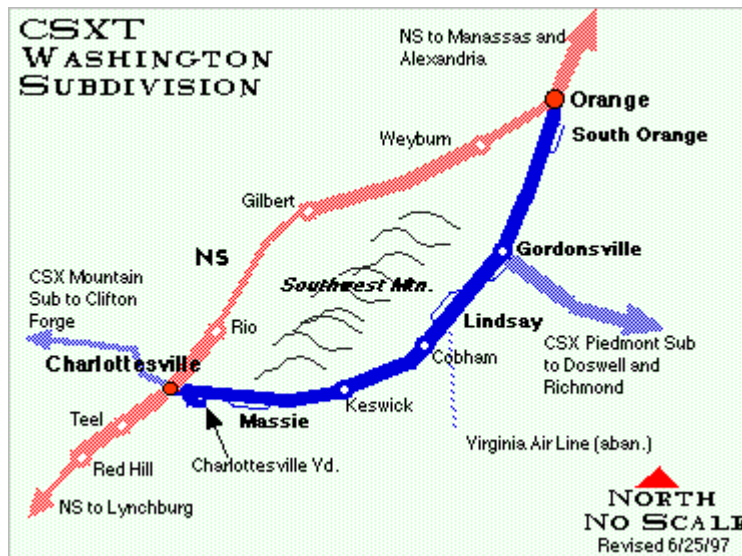 CSXT
WASHINGTON
SUBDIVISION
NS to Manassas and
Alexandria
Orange
South Orange
Weyburn
Gilbert
NS
Gordonsville
CSX Mountain
Sub to Clifton
Forge
Southwest Mtn.
Lindsay
Rio
CSX Piedmont Sub
to Doswell and
Richmond
Charlottesville
Cobham
Keswick
Teel
Massie
Virginia Air Line (aban.)
Red Hill
Charlottesville Yd.
NS to Lynchburg
NORTH
NO SCALE
Revised 6/25/97